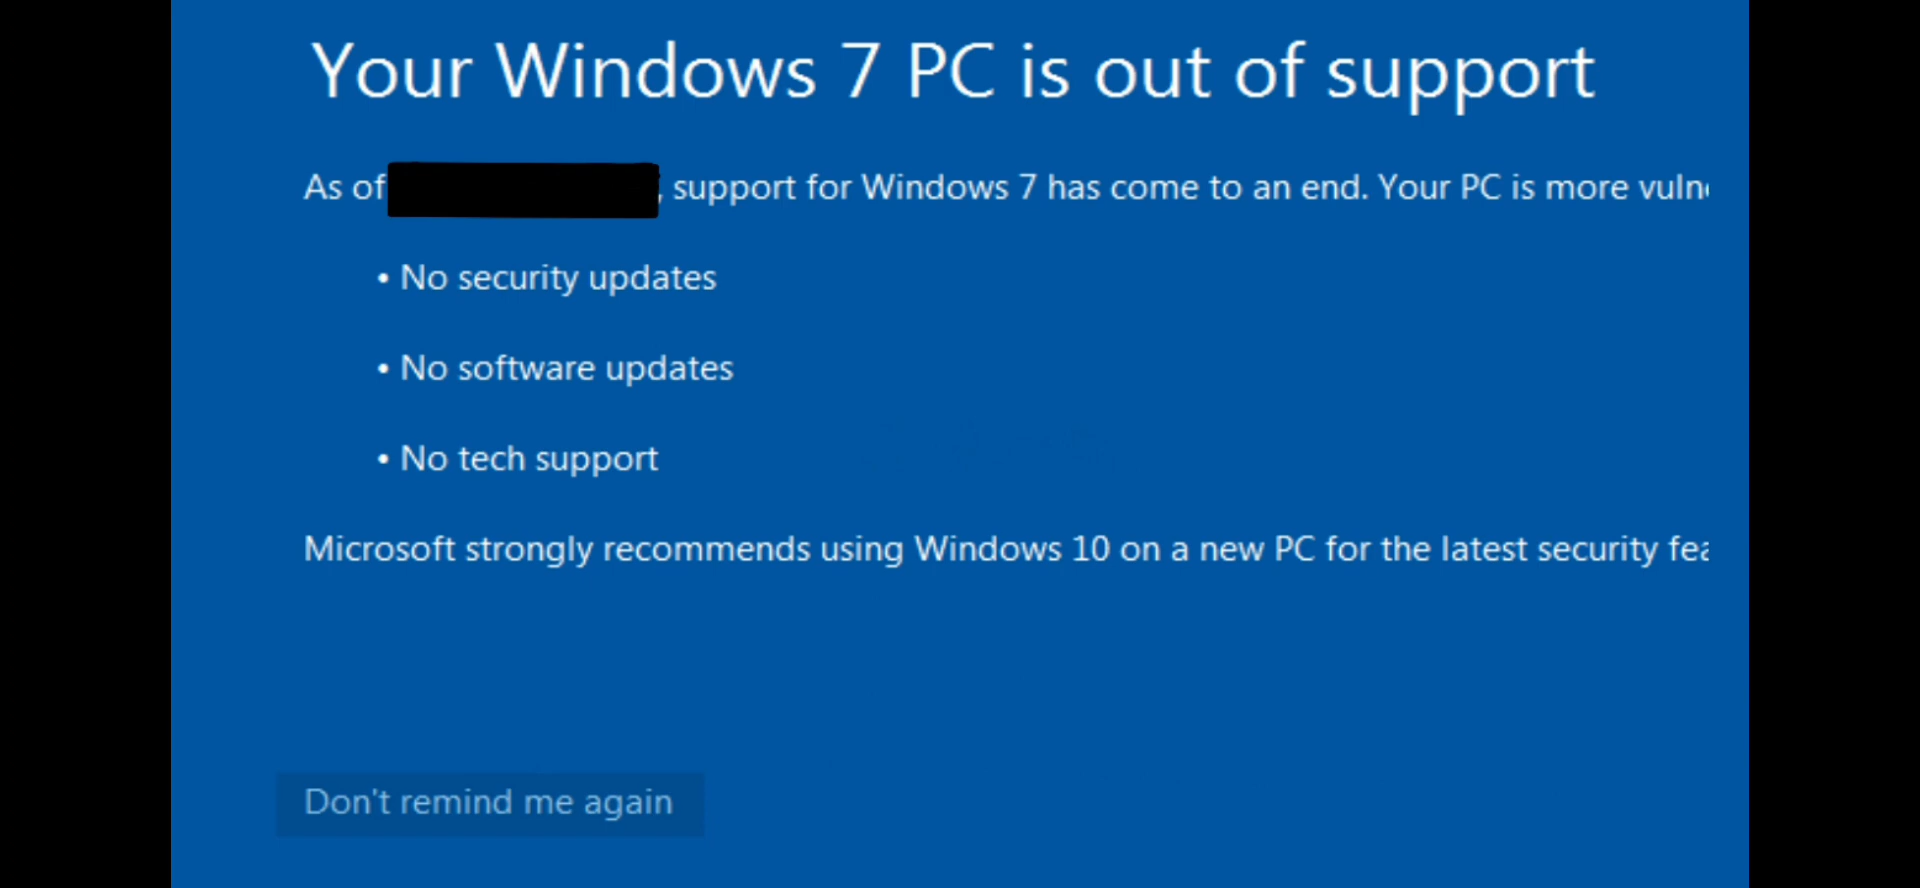 Your Windows 7 PC is out of support
As of , support for Windows 7 has come to an end. Your PC is more
• No security updates
• No software updates
• No tech support
Microsoft strongly recommends using Windows 10 on a new PC for the latest security
Don't remind me again